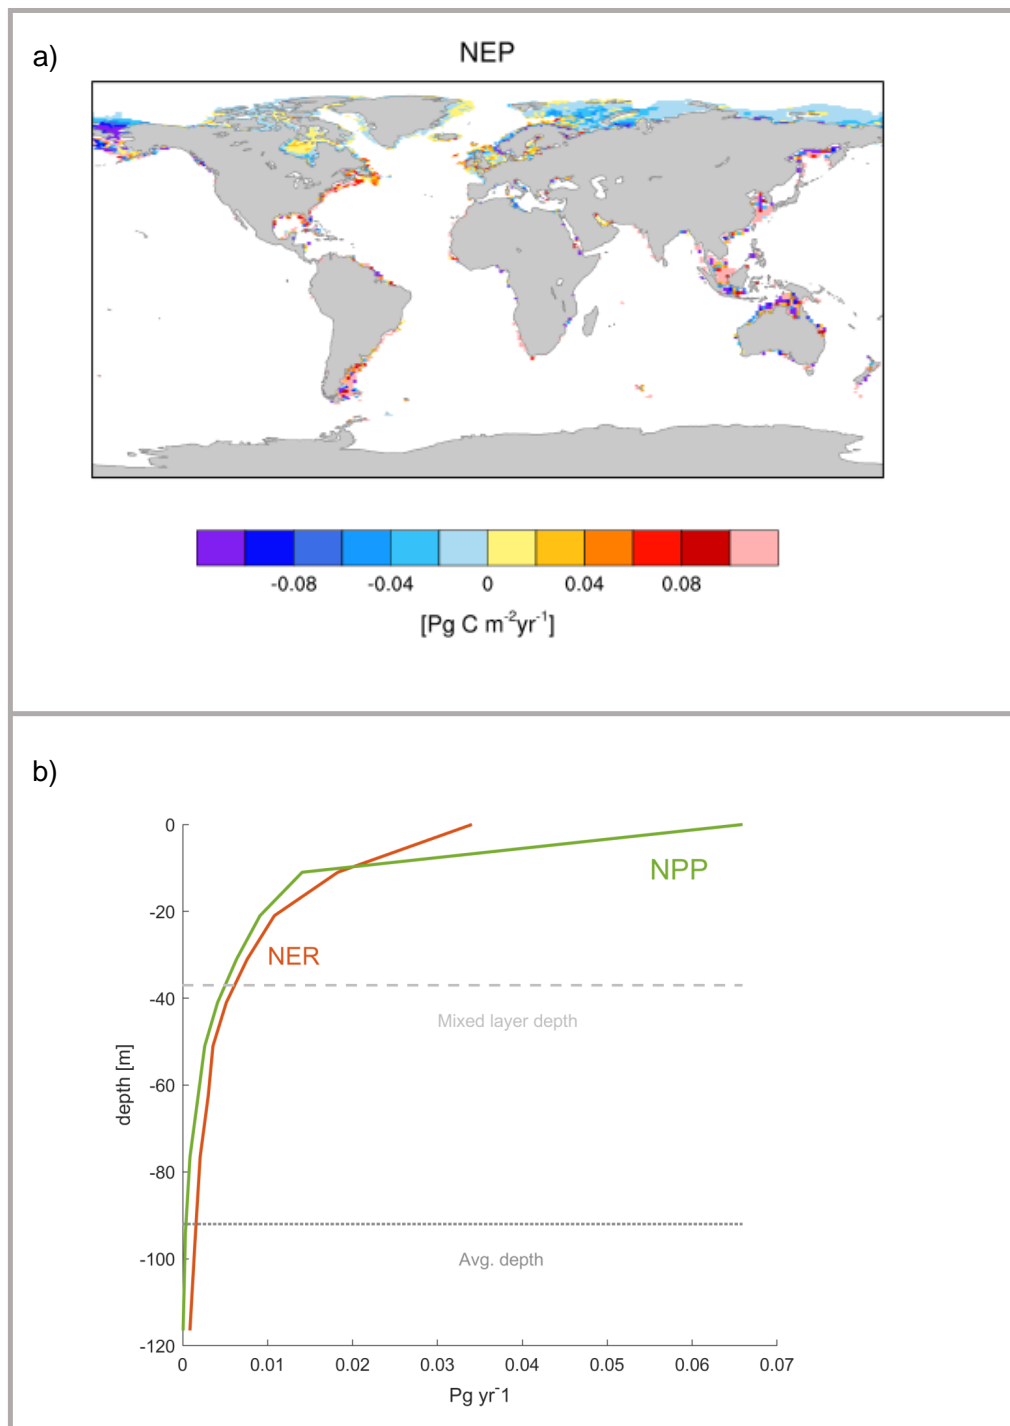 a)
NEP
-0.08 -0.04 0 0.04 0.08
[Pg C m⁻²yr⁻¹]
b)
0
-20
-40
-60
-80
-100
-120
depth [m]
NPP
NER
Mixed layer depth
Avg. depth
0 0.01 0.02 0.03 0.04 0.05 0.06 0.07
Pg yr⁻1